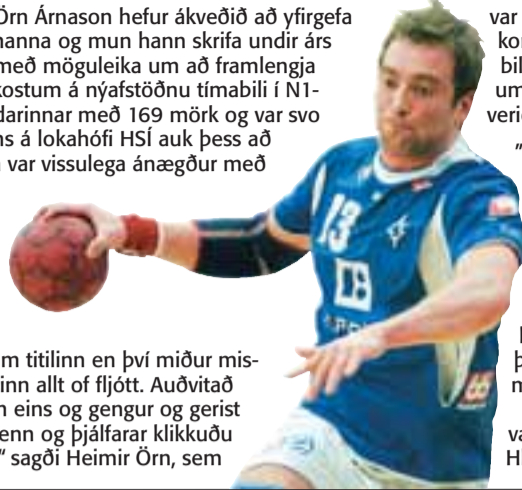 Örn Árnason hefur ákveðið að yfirgefa
manna og mun hann skrifa undir árs
með möguleika um að framlengja
kostum á nýafstöðnu tímabili í N1-
darinnar með 169 mörk og var svo
ns á lokahófi HSÍ auk þess að
var vissulega ánægður með
m titilinn en því miður mis-
inn allt of fljótt. Auðvitað
eins og gengur og gerist
enn og þjálfarar klikkuðu
“ sagði Heimir Örn, sem
var
kor
bil
um
verið
13
66